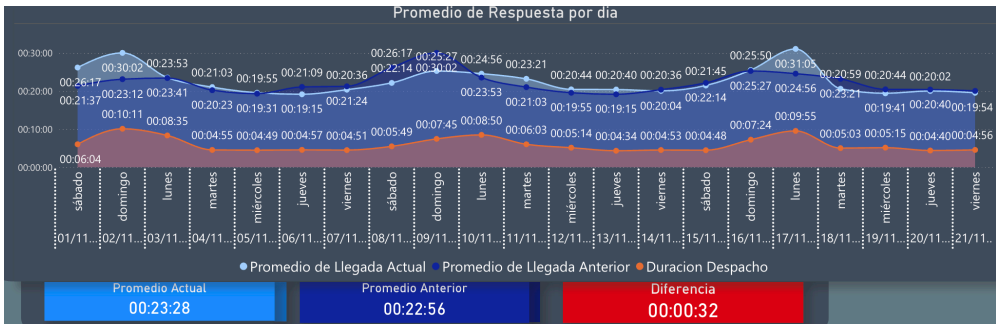 Promedio de Respuesta por dia
00:30:00
00:20:00
00:10:00
00:00:00
00:26:17 00:30:02 00:23:53 00:21:03 00:19:55 00:21:09 00:20:36 00:26:17 00:25:27 00:24:56 00:23:21 00:20:44 00:20:40 00:20:36 00:21:45 00:25:50 00:31:05 00:20:59 00:20:44 00:20:02 00:19:54
00:21:37 00:23:12 00:23:41 00:20:23 00:19:31 00:19:15 00:21:24 00:22:14 00:30:02 00:23:53 00:21:03 00:19:55 00:19:15 00:20:04 00:22:14 00:25:27 00:24:56 00:23:21 00:19:41 00:20:40
00:06:04 00:10:11 00:08:35 00:04:55 00:04:49 00:04:57 00:04:51 00:05:49 00:07:45 00:08:50 00:06:03 00:05:14 00:04:34 00:04:53 00:04:48 00:07:24 00:09:55 00:05:03 00:05:15 00:04:40 00:04:56
sábado domingo lunes martes miércoles jueves viernes sábado domingo lunes martes miércoles jueves viernes sábado domingo lunes martes miércoles jueves viernes
01/11... 02/11... 03/11... 04/11... 05/11... 06/11... 07/11... 08/11... 09/11... 10/11... 11/11... 12/11... 13/11... 14/11... 15/11... 16/11... 17/11... 18/11... 19/11... 20/11... 21/11...
Promedio de Llegada Actual Promedio de Llegada Anterior Duracion Despacho
Promedio Actual Promedio Anterior Diferencia
00:23:28 00:22:56 00:00:32